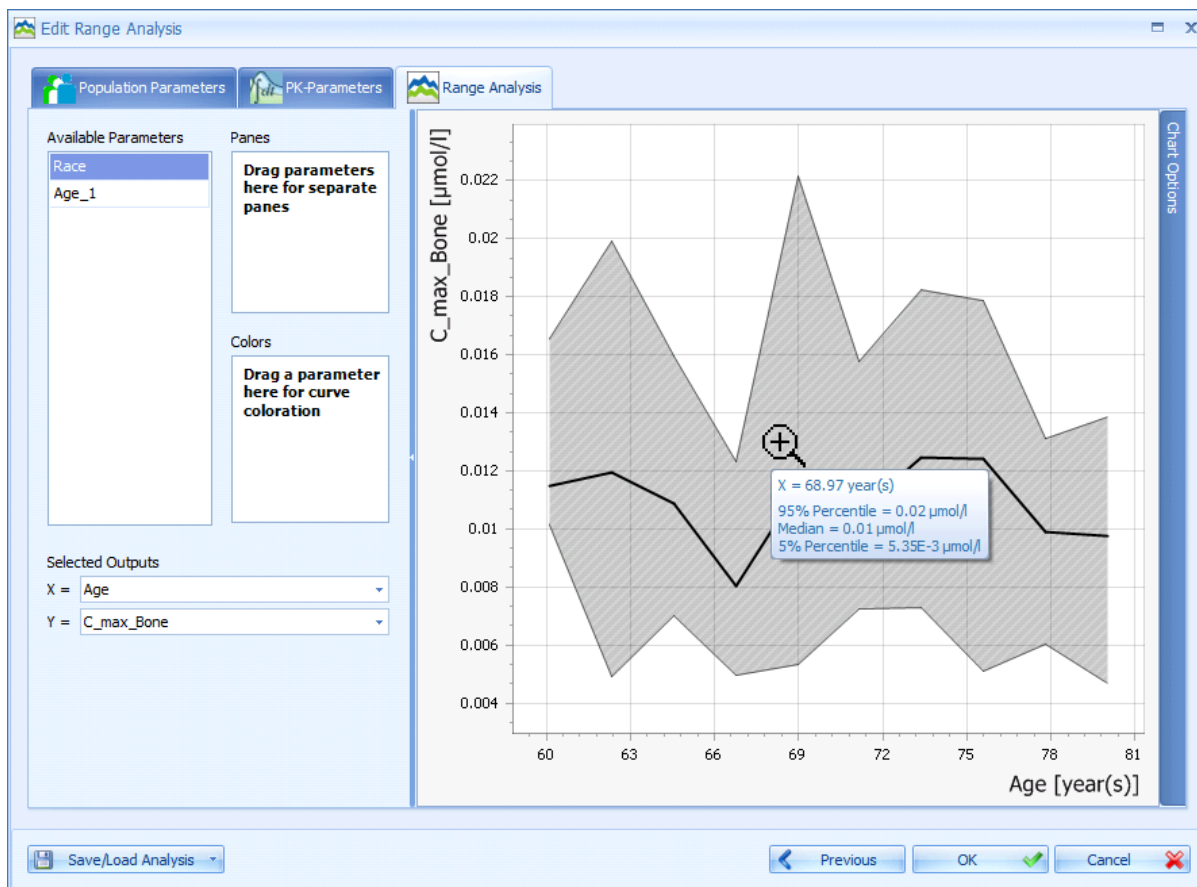 Edit Range Analysis
Population Parameters
PK-Parameters
Range Analysis
Available Parameters
Race
Age_1
Panes
Drag parameters
here for separate
panes
Colors
Drag a parameter
here for curve
coloration
Selected Outputs
X = Age
Y = C_max_Bone
C_max_Bone [µmol/l]
0.022
0.02
0.018
0.016
0.014
0.012
0.01
0.008
0.006
0.004
X = 68.97 year(s)
95% Percentile = 0.02 µmol/l
Median = 0.01 µmol/l
5% Percentile = 5.35E-3 µmol/l
60 63 66 69 72 75 78 81
Age [year(s)]
Chart Options
Save/Load Analysis
Previous
OK
Cancel